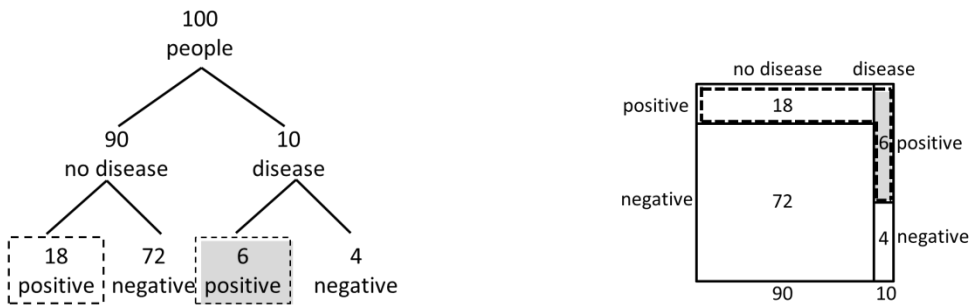 100
people
90
no disease
10
disease
18
positive
72
negative
6
positive
4
negative
no disease disease
positive 18
6 positive
negative 72
4 negative
90 10